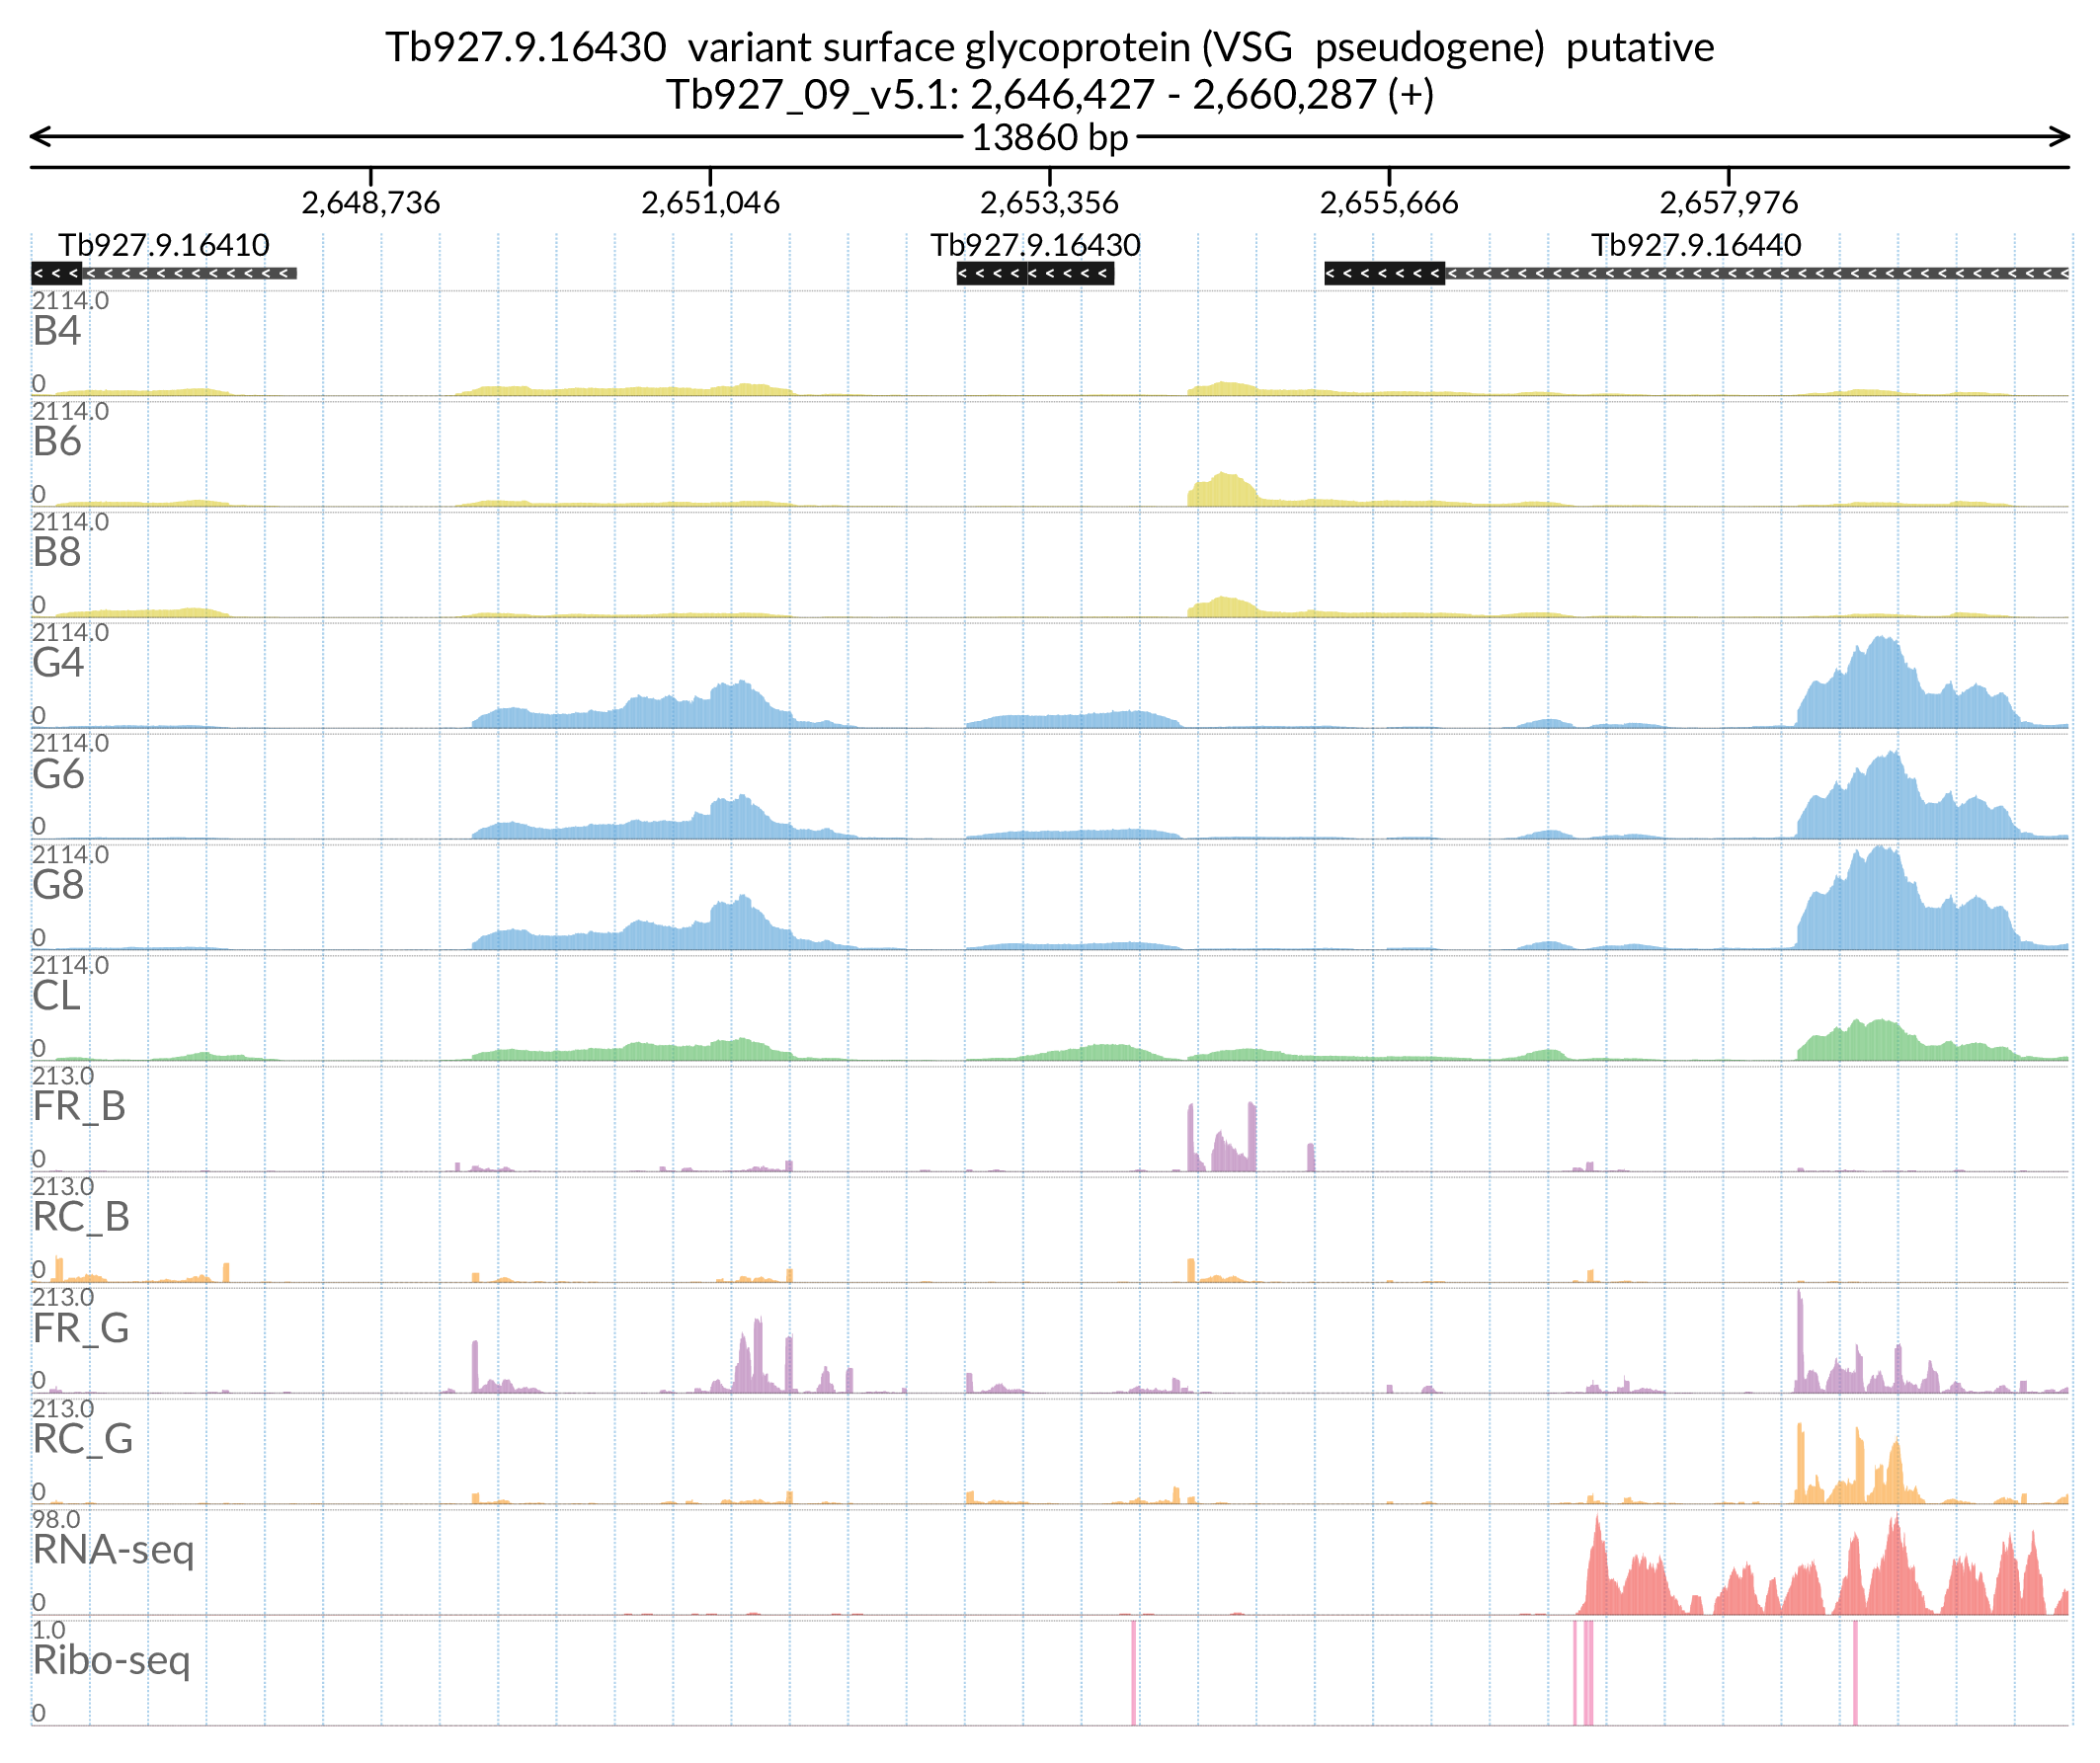 Tb927.9.16430 variant surface glycoprotein (VSG pseudogene) putative
Tb927_09_v5.1: 2,646,427 - 2,660,287 (+)
13860 bp
2,648,736 2,651,046 2,653,356 2,655,666 2,657,976
Tb927.9.16410 Tb927.9.16430 Tb927.9.16440
2114.0
B4
0
2114.0
B6
0
2114.0
B8
0
2114.0
G4
0
2114.0
G6
0
2114.0
G8
0
2114.0
CL
0
213.0
FR_B
0
213.0
RC_B
0
213.0
FR_G
0
213.0
RC_G
0
98.0
RNA-seq
0
1.0
Ribo-seq
0